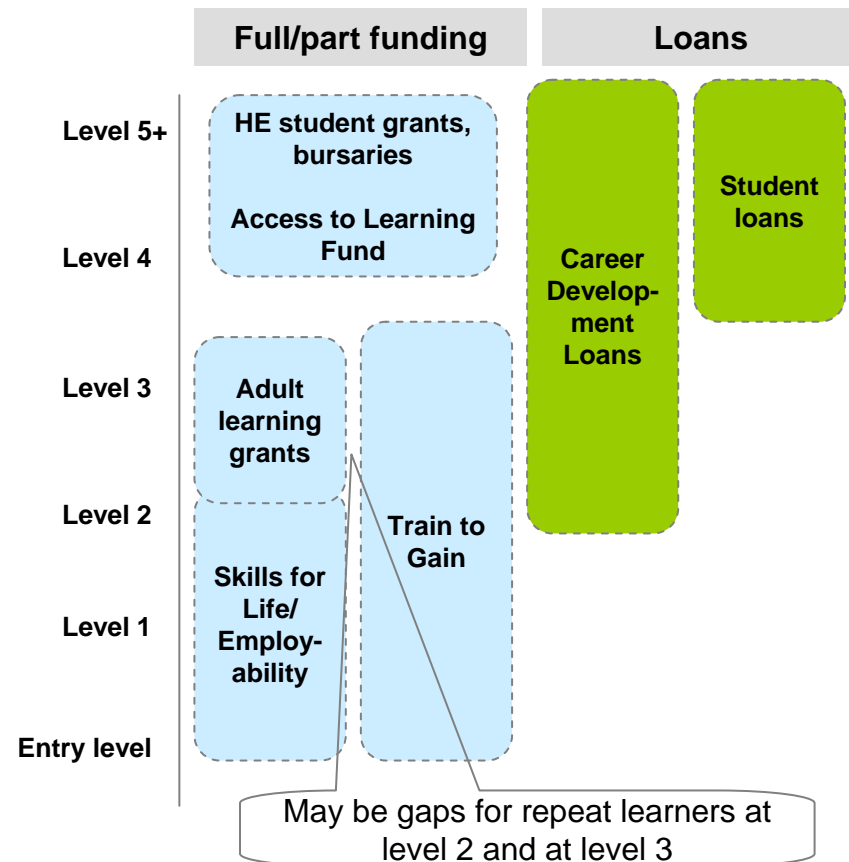 Full/part funding
Loans
Level 5+
Level 4
Level 3
Level 2
Level 1
Entry level
HE student grants,
bursaries
Access to Learning
Fund
Adult
learning
grants
Skills for
Life/
Employ-
ability
Train to
Gain
Career
Develop-
ment
Loans
Student
loans
May be gaps for repeat learners at
level 2 and at level 3